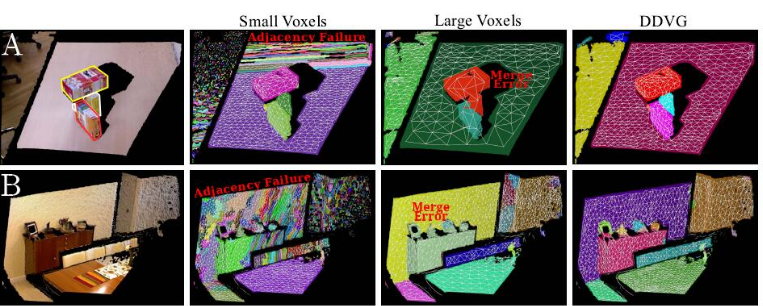 Small Voxels
Large Voxels
DDVG
A
Adjacency Failure
Merge
Error
B
Adjacency Failure
Merge
Error